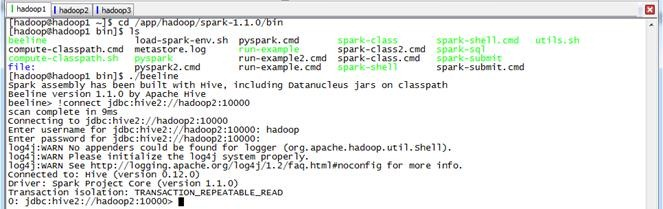 hadoop1 hadoop2 hadoop3
[hadoop@hadoop1 ~]$ cd /app/hadoop/spark-1.1.0/bin
[hadoop@hadoop1 bin]$ ls
beeline load-spark-env.sh pyspark.cmd spark-class spark-shell.cmd utils.sh
compute-classpath.cmd metastore.log run-example spark-class2.cmd spark-sql
compute-classpath.sh pyspark run-example2.cmd spark-class.cmd spark-submit
file: pyspark2.cmd run-example.cmd spark-shell spark-submit.cmd
[hadoop@hadoop1 bin]$ ./beeline
Spark assembly has been built with Hive, including Datanucleus jars on classpath
Beeline version 1.1.0 by Apache Hive
beeline> !connect jdbc:hive2://hadoop2:10000
scan complete in 9ms
Connecting to jdbc:hive2://hadoop2:10000
Enter username for jdbc:hive2://hadoop2:10000: hadoop
Enter password for jdbc:hive2://hadoop2:10000:
log4j:WARN No appenders could be found for logger (org.apache.hadoop.util.Shell).
log4j:WARN Please initialize the log4j system properly.
log4j:WARN See http://logging.apache.org/log4j/1.2/faq.html#noconfig for more info.
Connected to: Hive (version 0.12.0)
Driver: Spark Project Core (version 1.1.0)
Transaction isolation: TRANSACTION_REPEATABLE_READ
0: jdbc:hive2://hadoop2:10000>